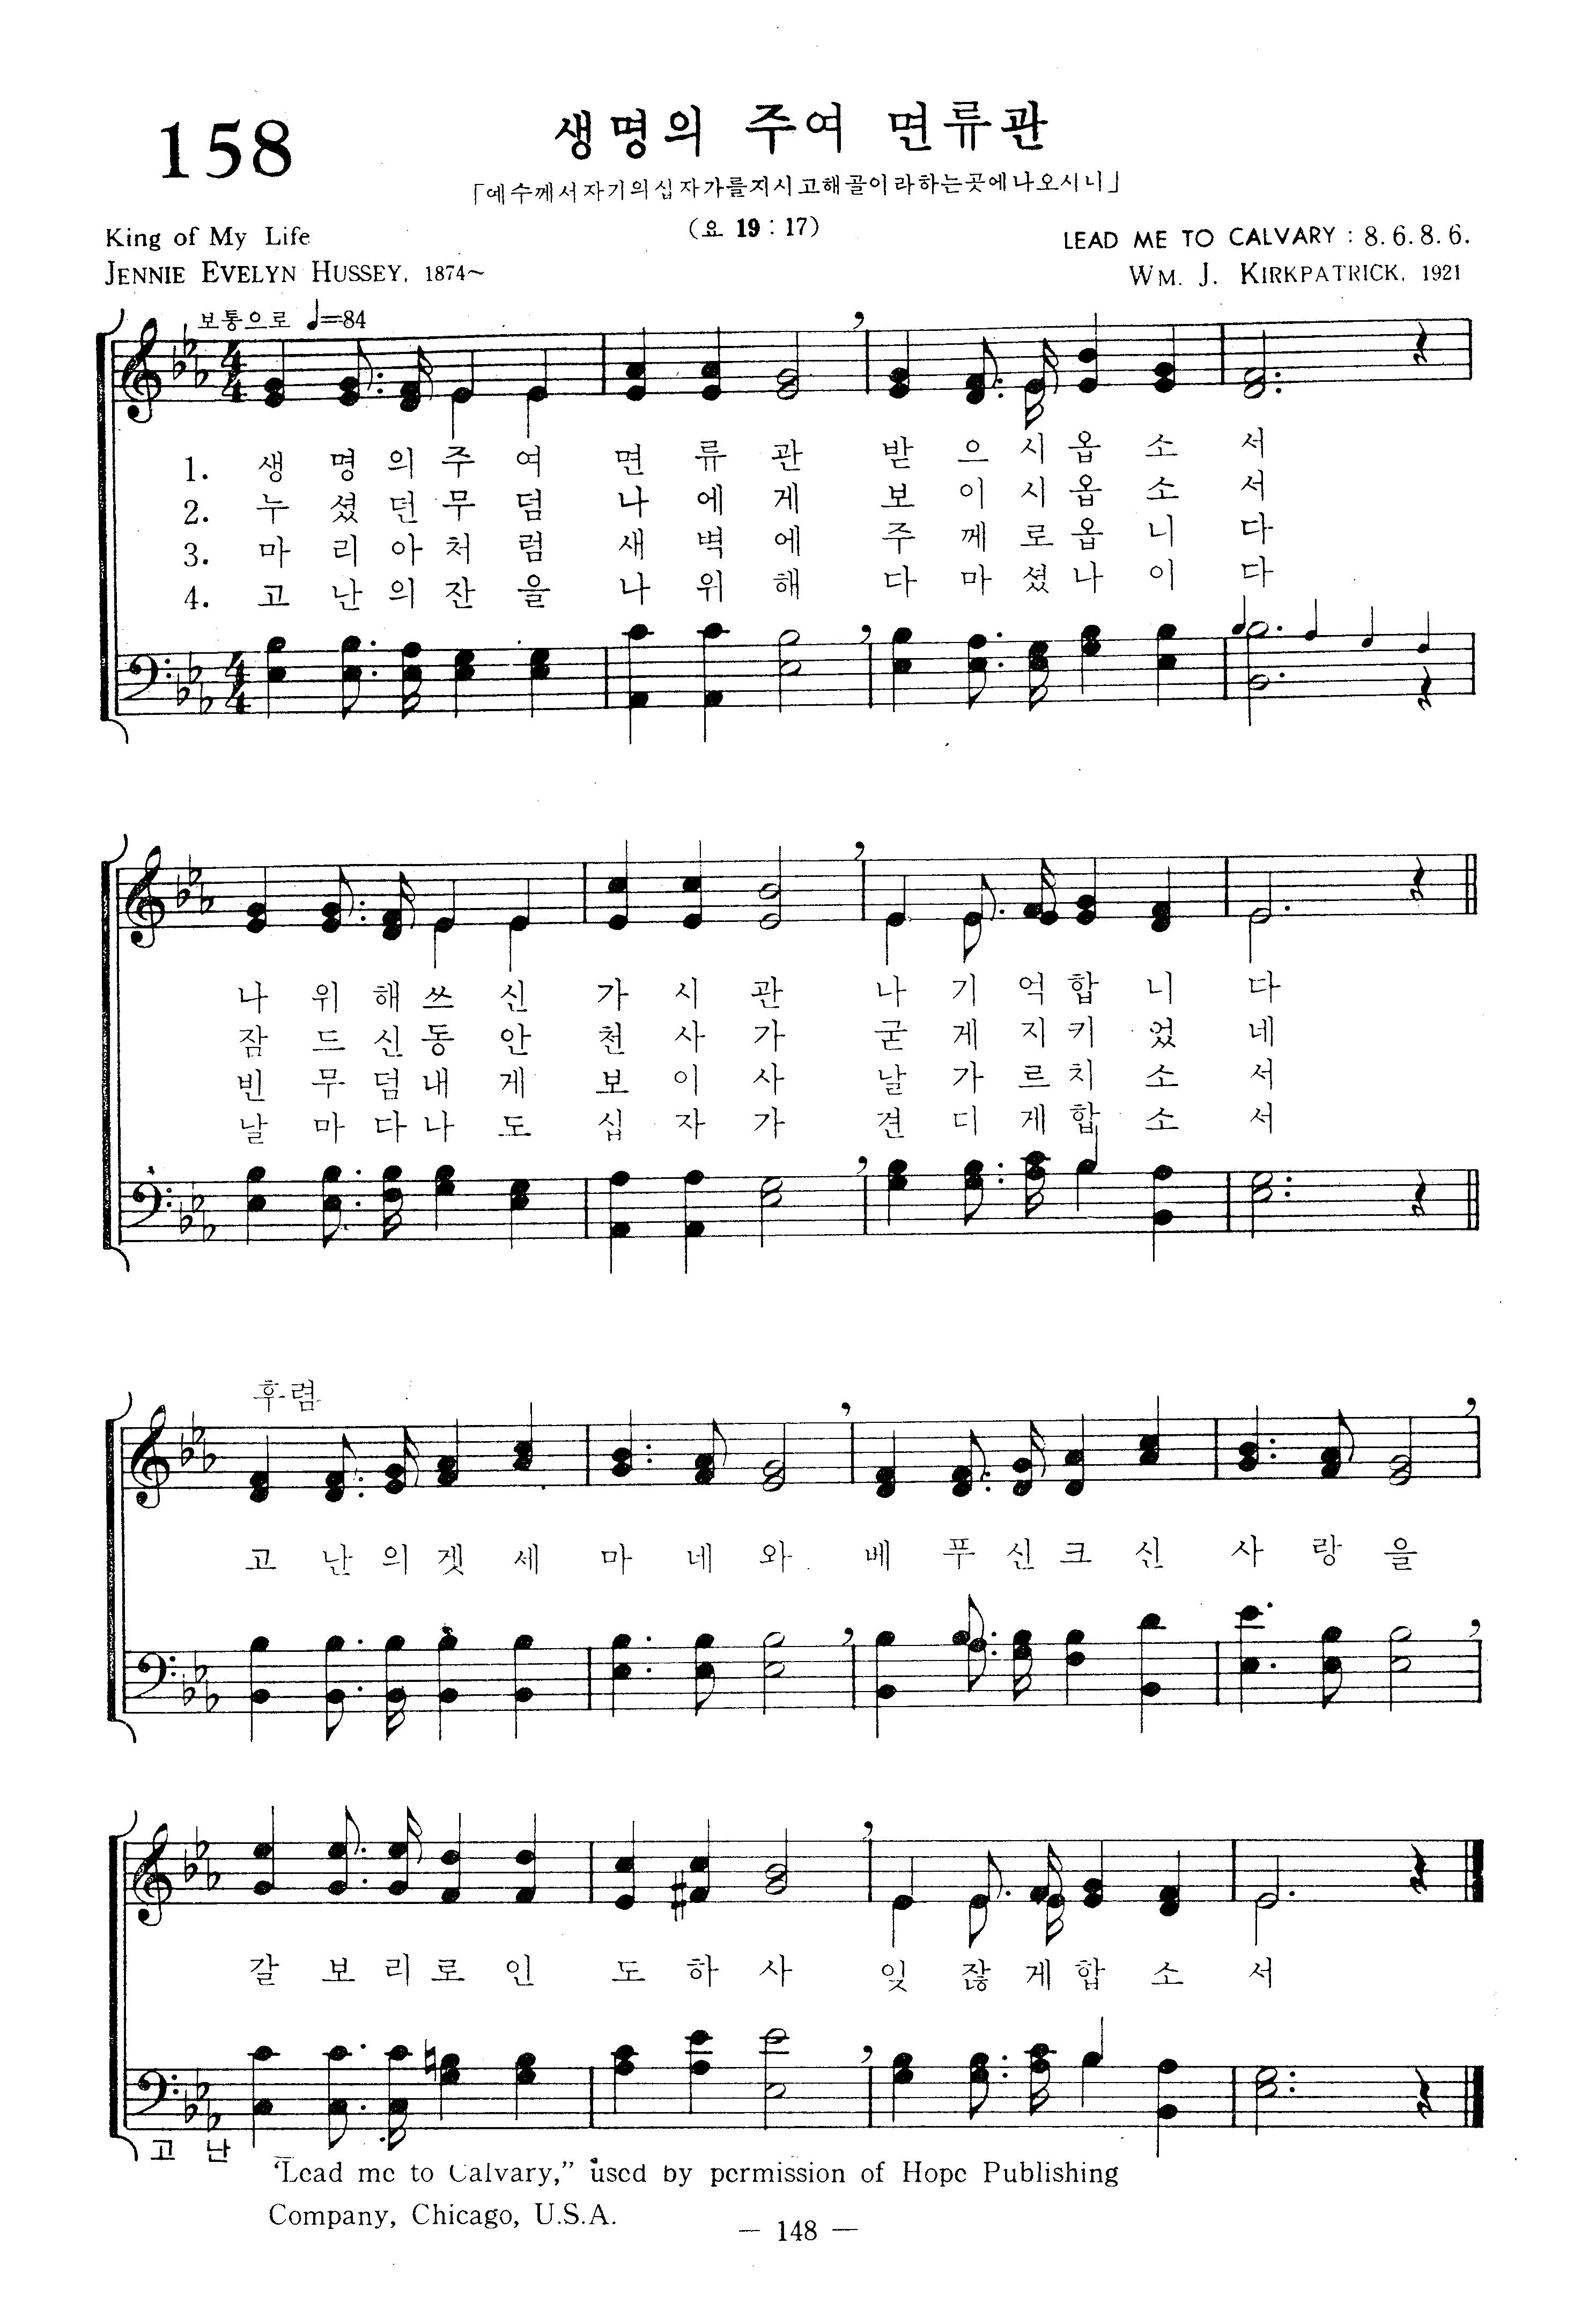 158
생명의 주여 면류관
「예수께서자기의십자가를지시고해골이라하는곳에나오시니」
(요 19 : 17)
King of My Life
JENNIE EVELYN HUSSEY, 1874~
LEAD ME TO CALVARY : 8. 6. 8. 6.
WM. J. KIRKPATRICK, 1921
보통으로 ♩=84
1. 생 명 의 주 여 면 류 관 받 으 시 옵 소 서
2. 누 셨 던 무 덤 나 에 게 보 이 시 옵 소 서
3. 마 리 아 처 럼 새 벽 에 주 께 로 옵 니 다
4. 고 난 의 잔 을 나 위 해 다 마 셨 나 이 다
나 위 해 쓰 신 가 시 관 나 기 억 합 니 다
잠 드 신 동 안 천 사 가 굳 게 지 키 었 네
빈 무 덤 내 게 보 이 사 날 가 르 치 소 서
날 마 다 나 도 십 자 가 견 디 게 합 소 서
후렴
고 난 의 겟 세 마 네 와 베 푸 신 크 신 사 랑 을
갈 보 리 로 인 도 하 사 잊 잖 게 합 소 서
고 난
“Lead me to Calvary,” used by permission of Hope Publishing
Company, Chicago, U.S.A.
— 148 —